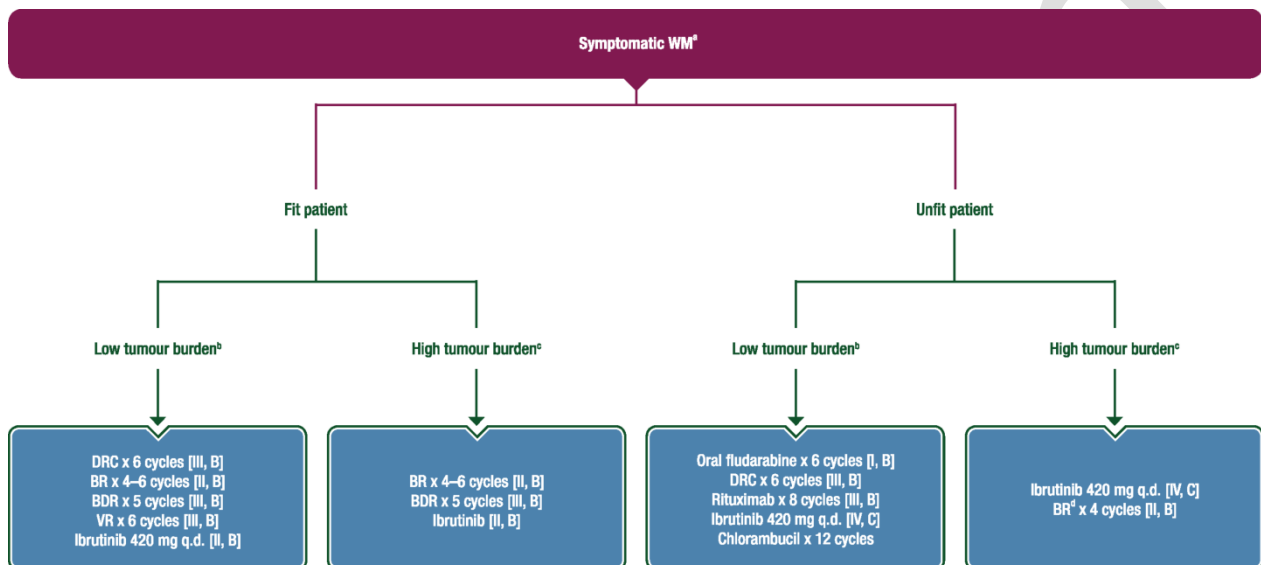 Symptomatic WMᵃ
Fit patient
Unfit patient
Low tumour burdenᵇ
High tumour burdenᶜ
Low tumour burdenᵇ
High tumour burdenᶜ
DRC x 6 cycles [III, B]
BR x 4–6 cycles [II, B]
BDR x 5 cycles [III, B]
VR x 6 cycles [III, B]
Ibrutinib 420 mg q.d. [II, B]
BR x 4–6 cycles [II, B]
BDR x 5 cycles [III, B]
Ibrutinib [II, B]
Oral fludarabine x 6 cycles [I, B]
DRC x 6 cycles [III, B]
Rituximab x 8 cycles [III, B]
Ibrutinib 420 mg q.d. [IV, C]
Chlorambucil x 12 cycles
Ibrutinib 420 mg q.d. [IV, C]
BRᵈ x 4 cycles [II, B]